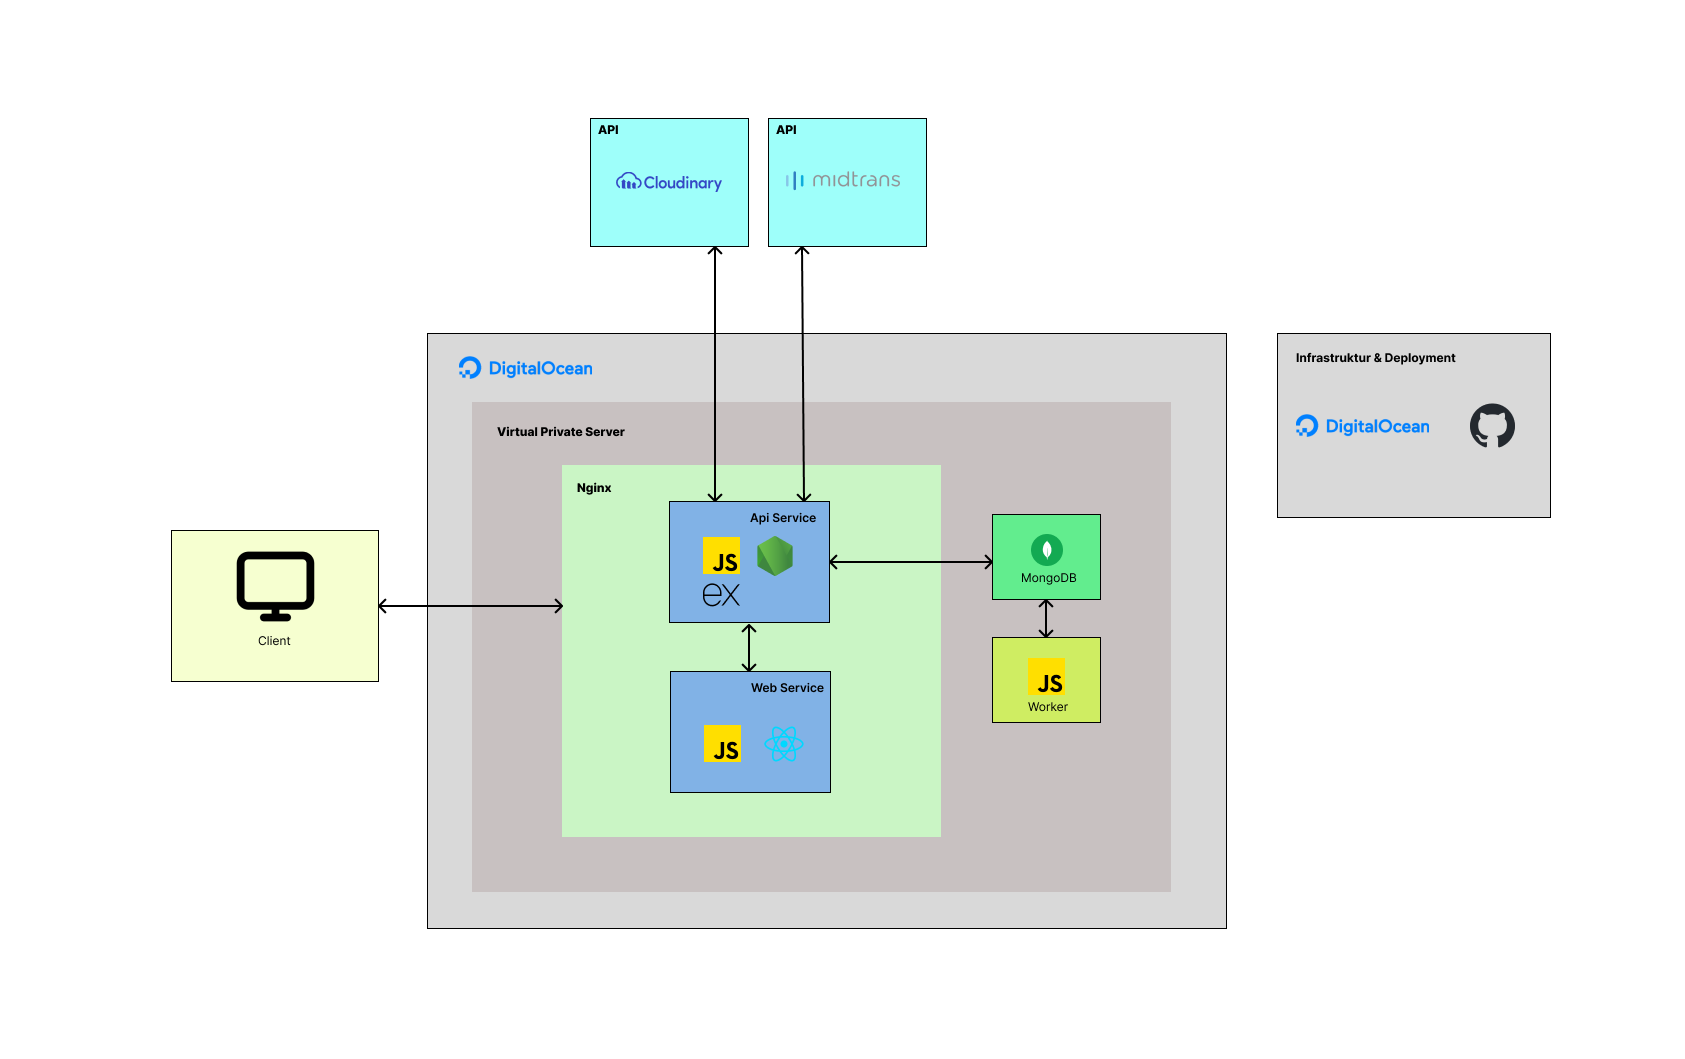 API
Cloudinary
API
midtrans
DigitalOcean
Infrastruktur & Deployment
DigitalOcean
Virtual Private Server
Nginx
Api Service
JS
ex
MongoDB
Client
Web Service
JS
JS
Worker